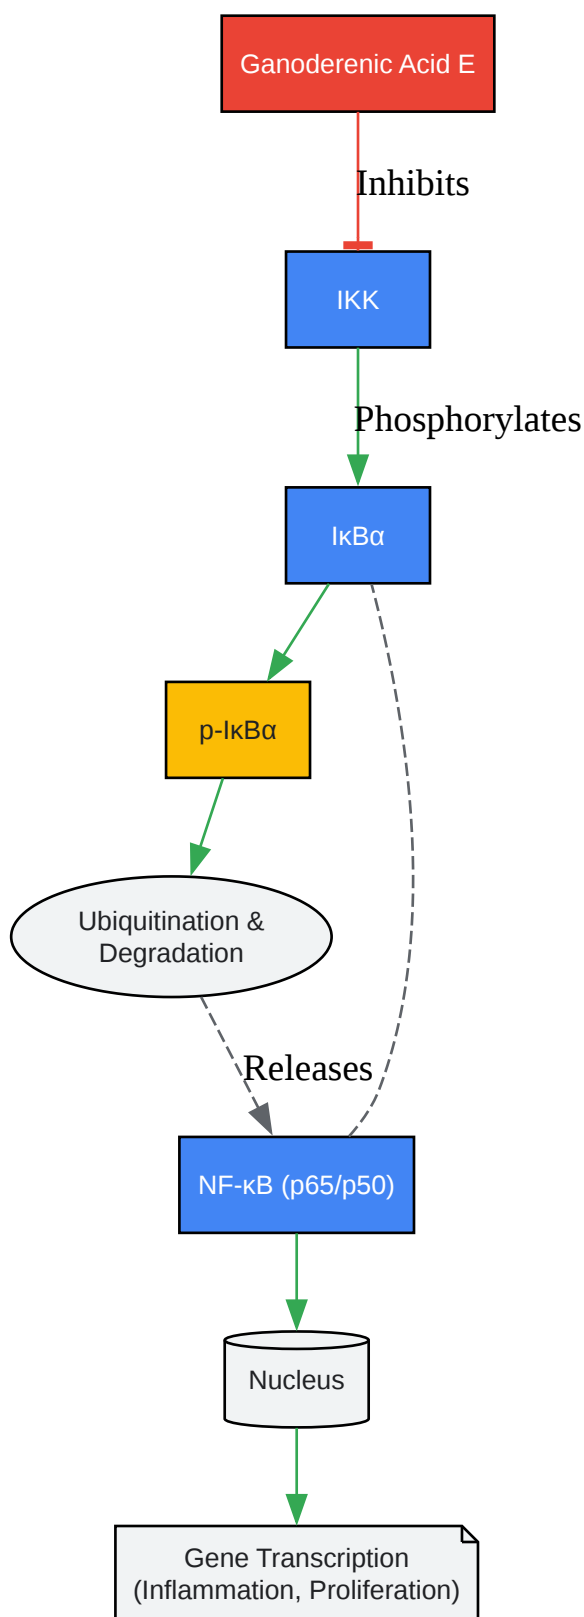 Ganoderenic Acid E
Inhibits
IKK
Phosphorylates
IκBα
p-IκBα
Ubiquitination &
Degradation
Releases
NF-κB (p65/p50)
Nucleus
Gene Transcription
(Inflammation, Proliferation)